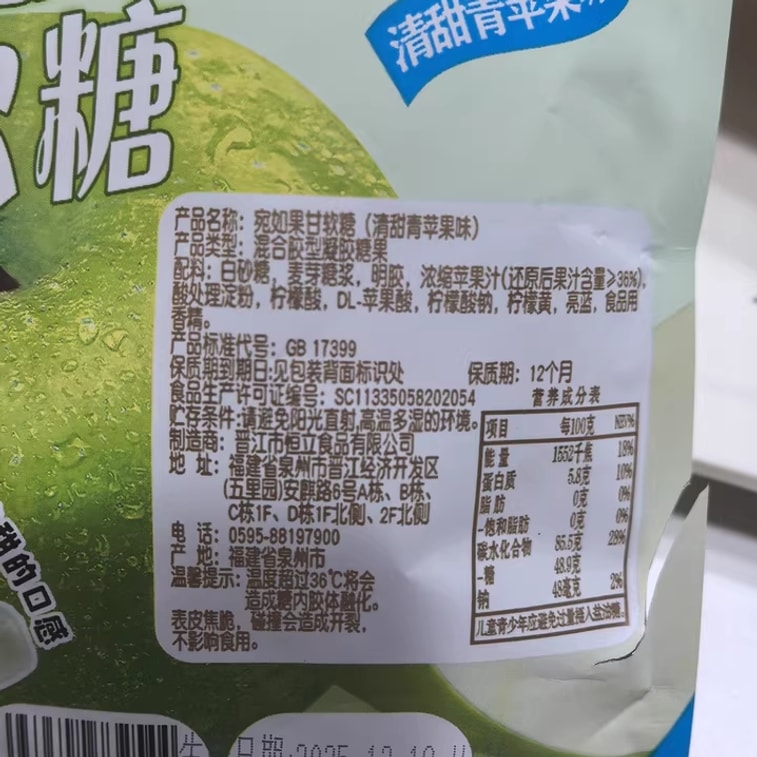 清甜青苹果味
软糖
产品名称：宛如果甘软糖（清甜青苹果味）
产品类型：混合胶型凝胶糖果
配料：白砂糖，麦芽糖浆，明胶，浓缩苹果汁(还原后果汁含量≥36%)，
酸处理淀粉，柠檬酸，DL-苹果酸，柠檬酸钠，柠檬黄，亮蓝，食品用
香精。
产品标准代号：GB 17399
保质期到期日:见包装背面标识处 保质期：12个月
食品生产许可证编号：SC11335058202054
贮存条件:请避免阳光直射,高温多湿的环境。
制造商：晋江市恒立食品有限公司
地 址：福建省泉州市晋江经济开发区
(五里园)安麒路6号A栋、B栋、
C栋1F、D栋1F北侧、2F北侧
电 话：0595-88197900
产 地：福建省泉州市
温馨提示：温度超过36℃将会
造成糖内胶体融化。
表皮焦脆，碰撞会造成开裂，
不影响食用。
营养成分表
项目 每100克 NRV%
能量 1552千焦 18%
蛋白质 5.8克 10%
脂肪 0克 0%
-饱和脂肪 0克 0%
碳水化合物 85.5克 28%
-糖 48.9克
钠 48毫克 2%
儿童青少年应避免过量摄入盐油糖。
甜的口感